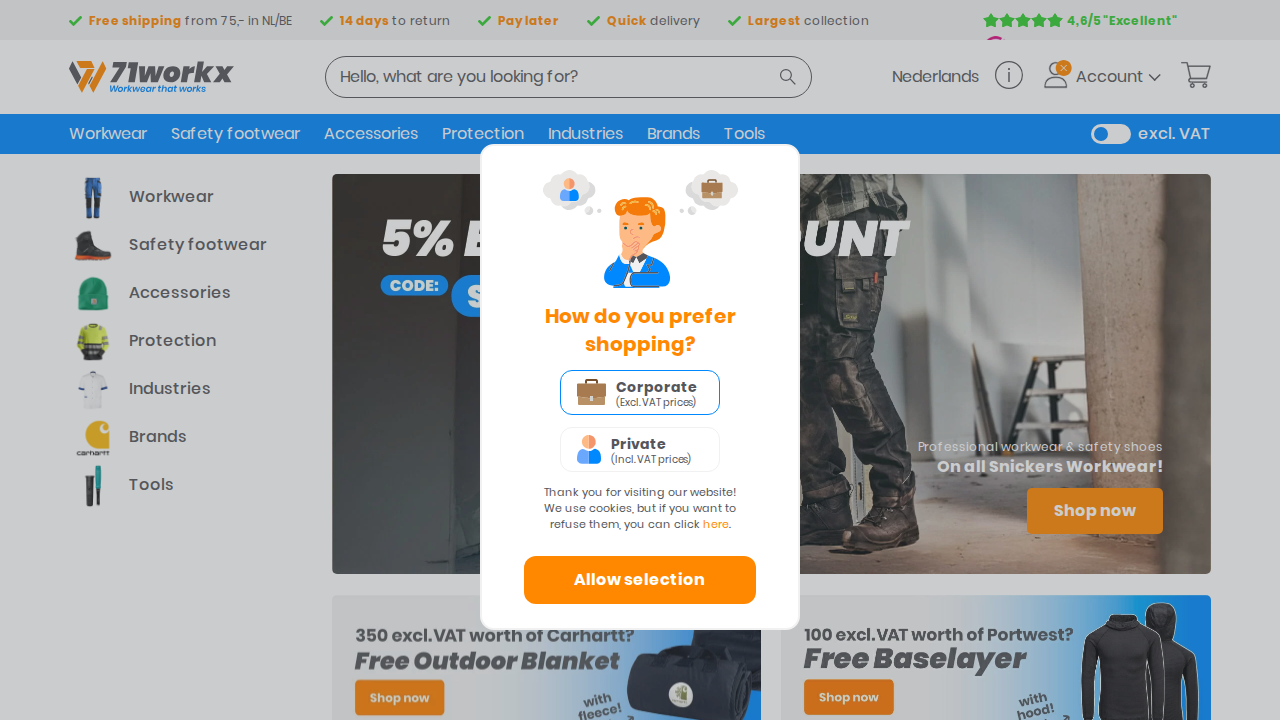 Free shipping from 75,- in NL/BE
14 days to return
Pay later
Quick delivery
Largest collection
4,6/5 "Excellent"
71workx
Workwear that works
Hello, what are you looking for?
Nederlands
Account
Workwear
Safety footwear
Accessories
Protection
Industries
Brands
Tools
excl. VAT
Workwear
Safety footwear
Accessories
Protection
Industries
Brands
carhartt
Tools
5%
UNT
CODE:
How do you prefer
shopping?
Corporate
(Excl. VAT prices)
Private
(Incl. VAT prices)
Thank you for visiting our website!
We use cookies, but if you want to
refuse them, you can click here.
Allow selection
Professional workwear & safety shoes
On all Snickers Workwear!
Shop now
350 excl. VAT worth of Carhartt?
Free Outdoor Blanket
Shop now
with
fleece!
100 excl. VAT worth of Portwest?
Free Baselayer
Shop now
with
hood!